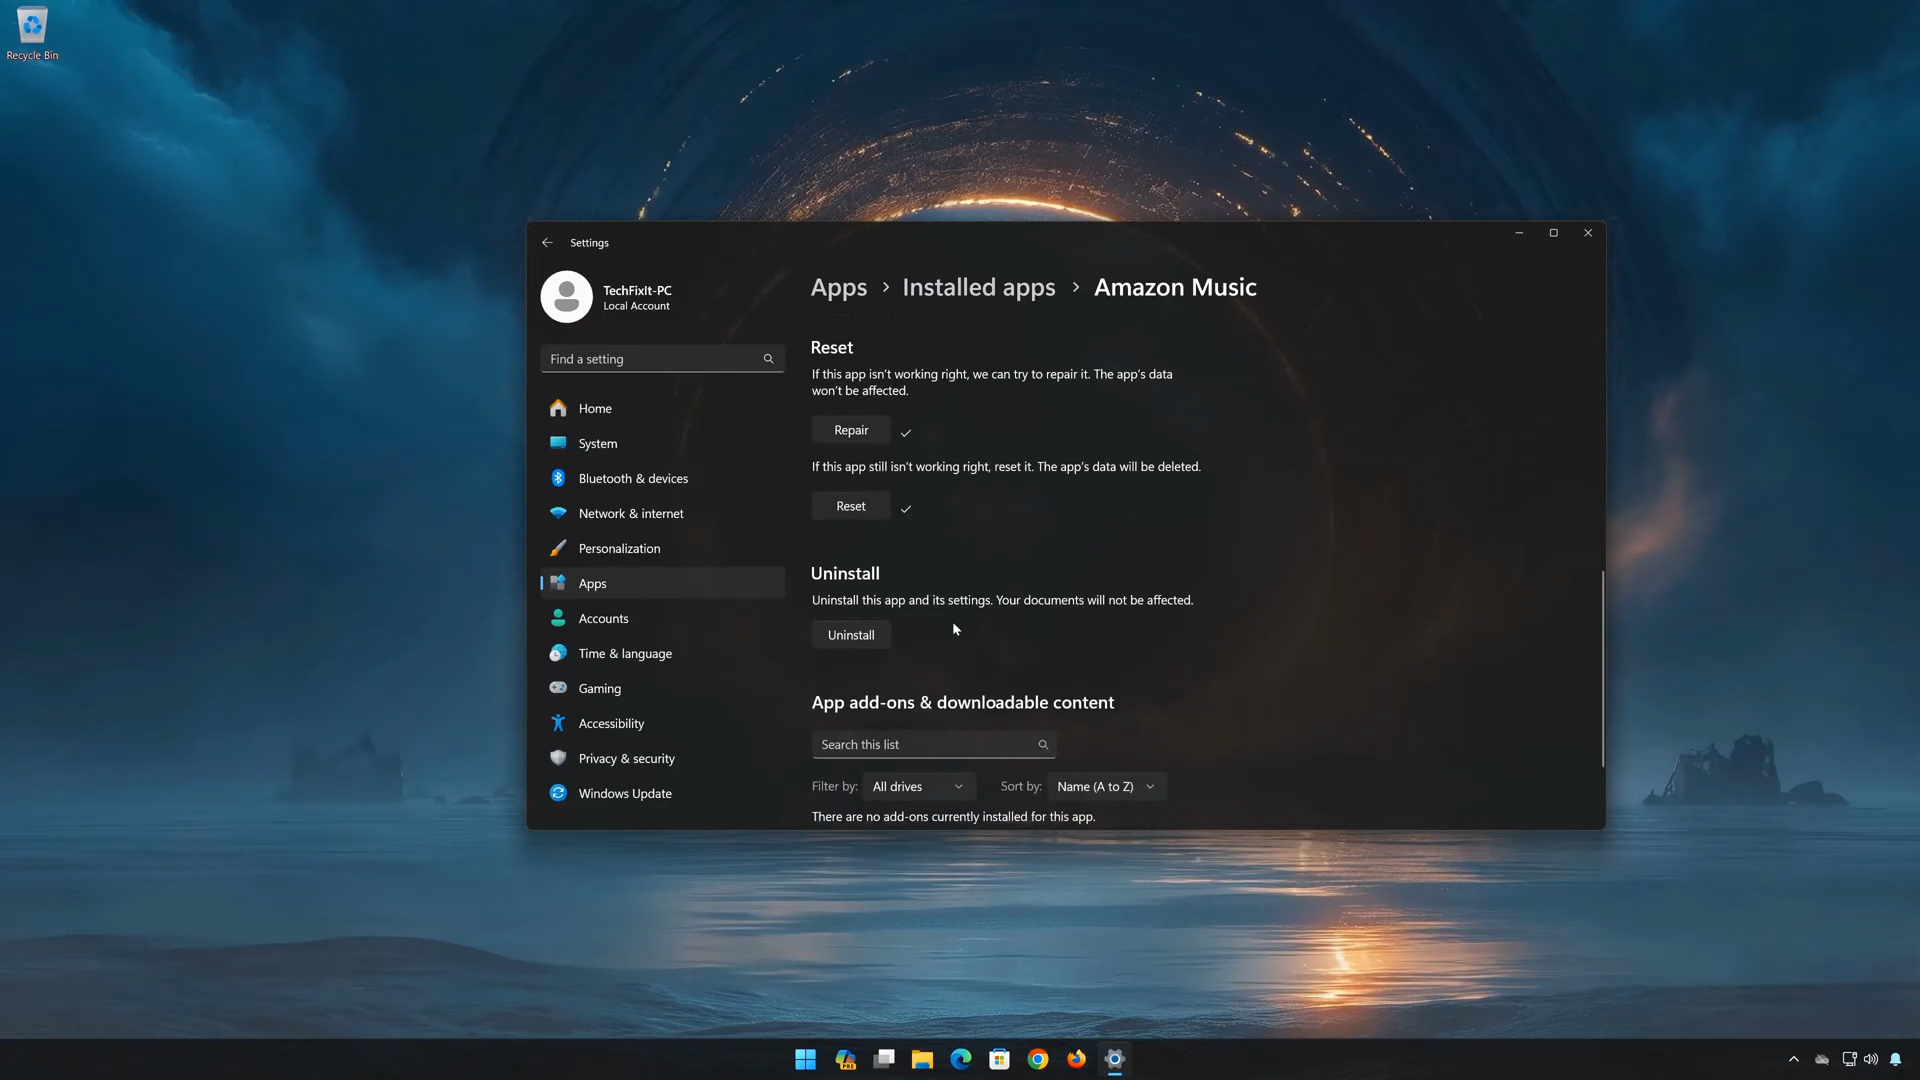 Recycle Bin
Settings
TechFixIt-PC
Local Account
Find a setting
Home
System
Bluetooth & devices
Network & internet
Personalization
Apps
Accounts
Time & language
Gaming
Accessibility
Privacy & security
Windows Update
Apps > Installed apps > Amazon Music
Reset
If this app isn't working right, we can try to repair it. The app's data
won't be affected.
Repair
If this app still isn't working right, reset it. The app's data will be deleted.
Reset
Uninstall
Uninstall this app and its settings. Your documents will not be affected.
Uninstall
App add-ons & downloadable content
Search this list
Filter by: All drives Sort by: Name (A to Z)
There are no add-ons currently installed for this app.
PRE